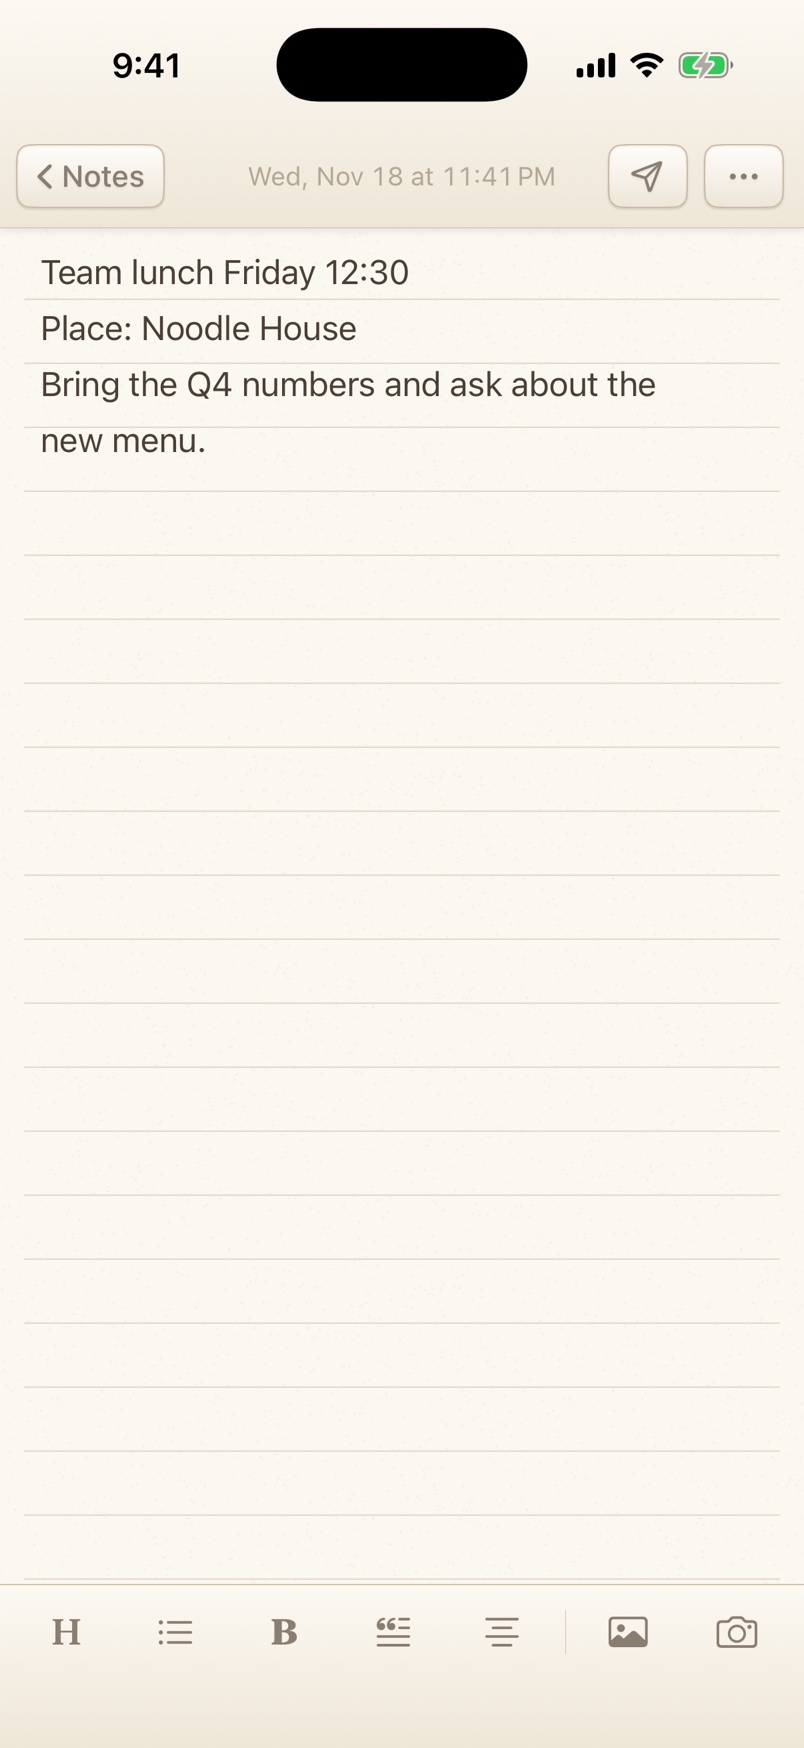 9:41
Notes
Wed, Nov 18 at 11:41 PM
Team lunch Friday 12:30
Place: Noodle House
Bring the Q4 numbers and ask about the
new menu.
H
B